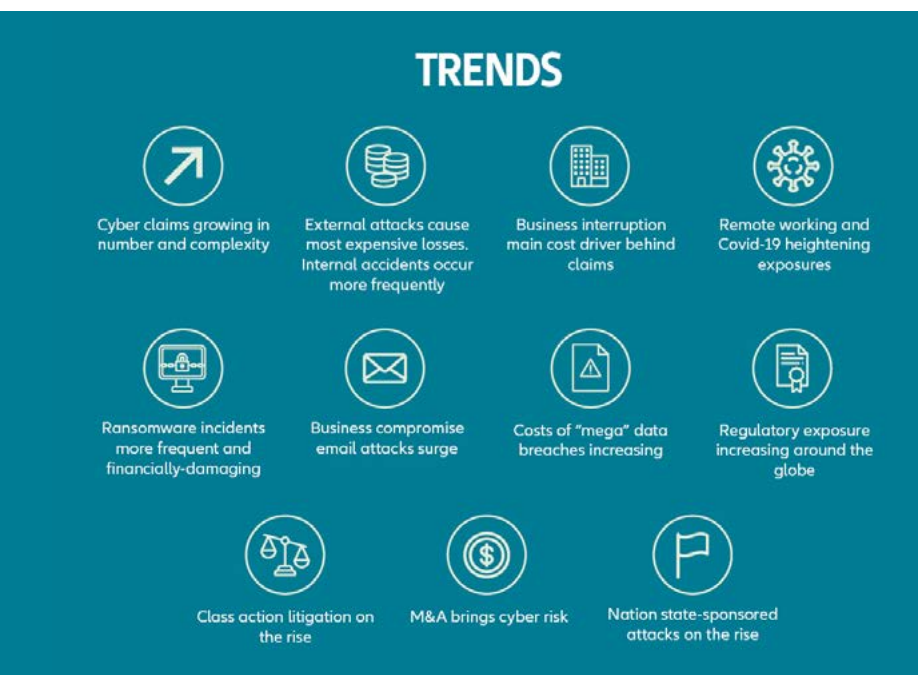 TRENDS
Cyber claims growing in
number and complexity
External attacks cause
most expensive losses.
Internal accidents occur
more frequently
Business interruption
main cost driver behind
claims
Remote working and
Covid-19 heightening
exposures
Ransomware incidents
more frequent and
financially-damaging
Business compromise
email attacks surge
Costs of "mega" data
breaches increasing
Regulatory exposure
increasing around the
globe
Class action litigation on
the rise
M&A brings cyber risk
Nation state-sponsored
attacks on the rise